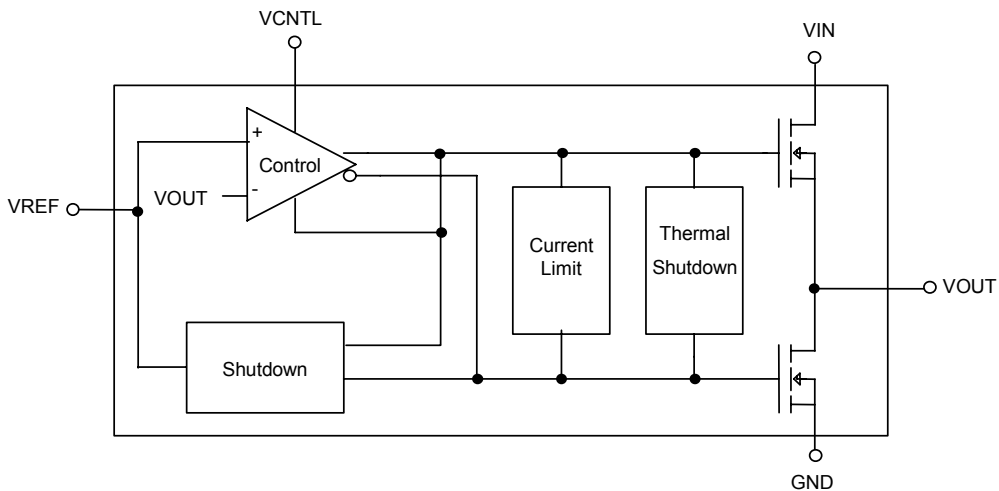 VCNTL
VIN
+
Control
-
VOUT
VREF
Current
Limit
Thermal
Shutdown
VOUT
Shutdown
GND